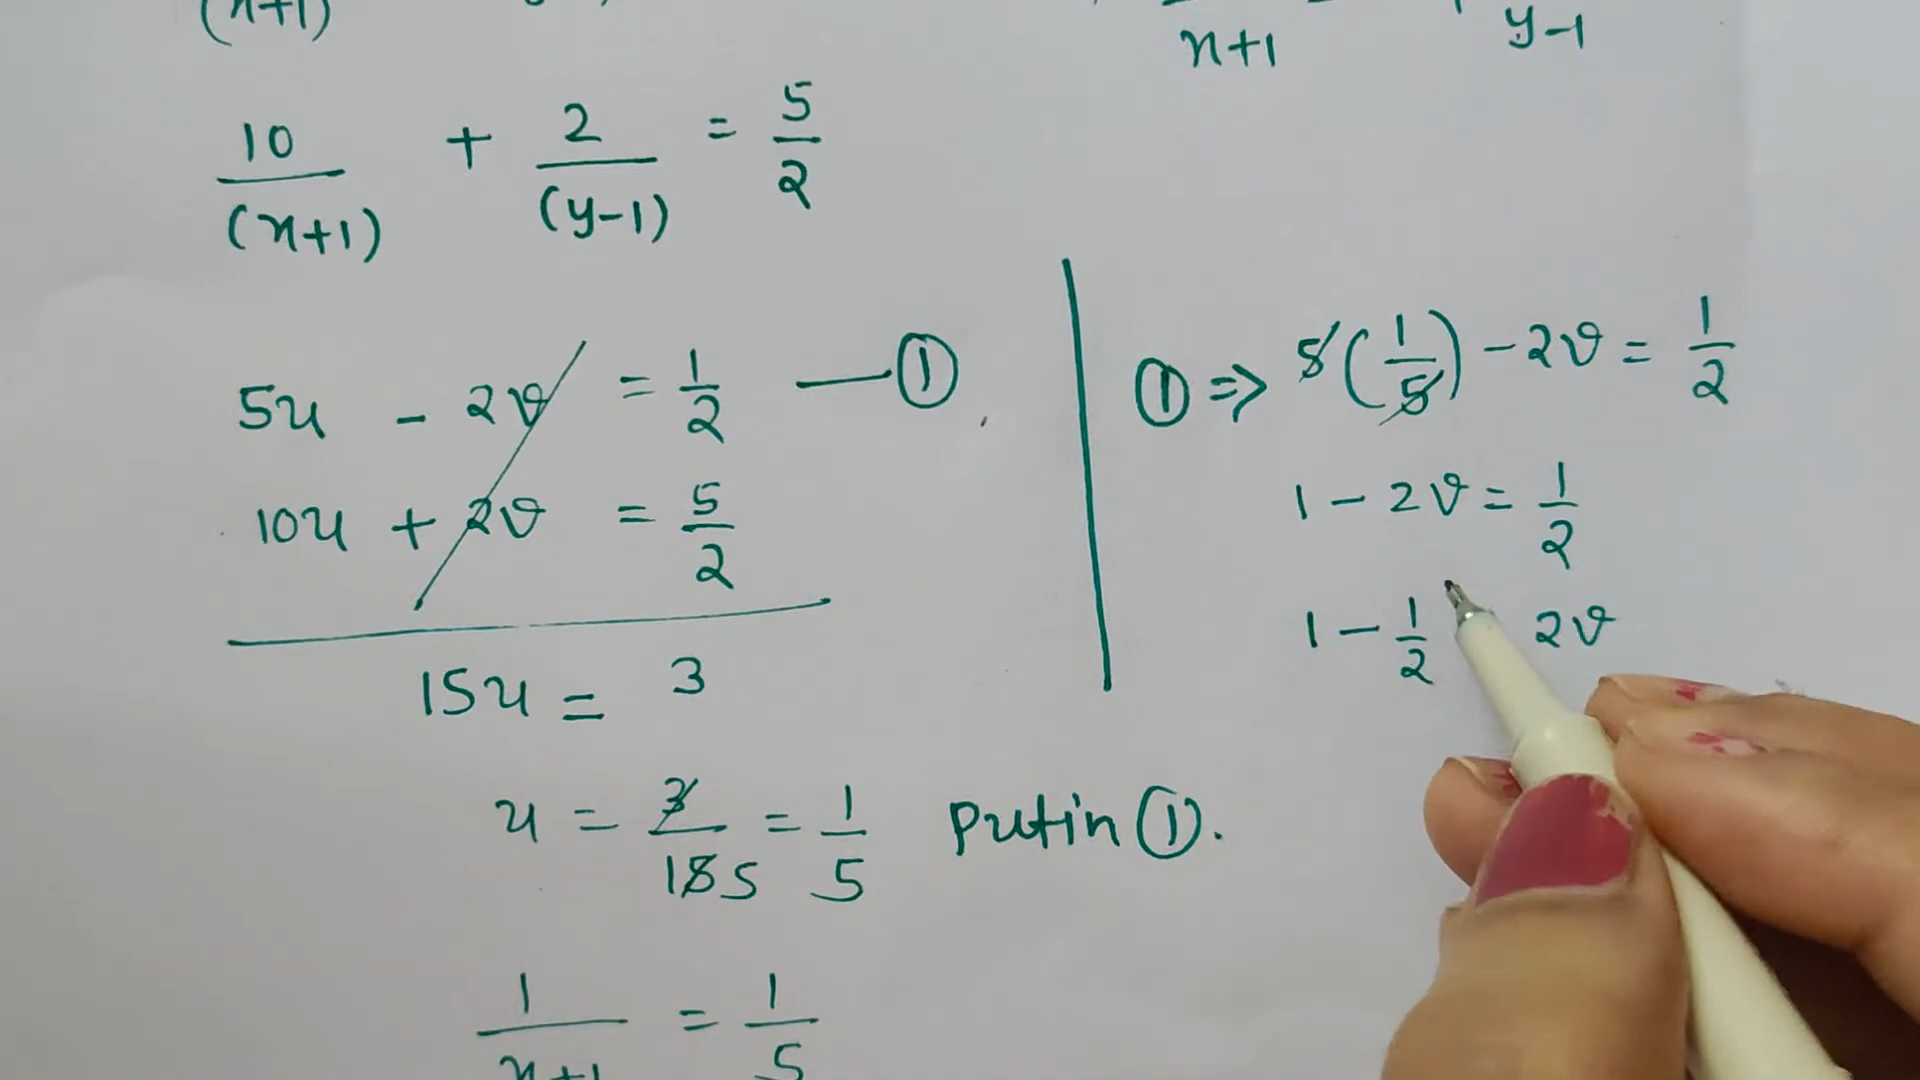 (x+1)
x+1
y-1
10/(x+1) + 2/(y-1) = 5/2
5u - 2v = 1/2 — ①
10u + 2v = 5/2
15u = 3
u = 3/15 5 = 1/5 put in ①.
1/x+1 = 1/5
① ⇒ 5(1/5) - 2v = 1/2
1 - 2v = 1/2
1 - 1/2 2v